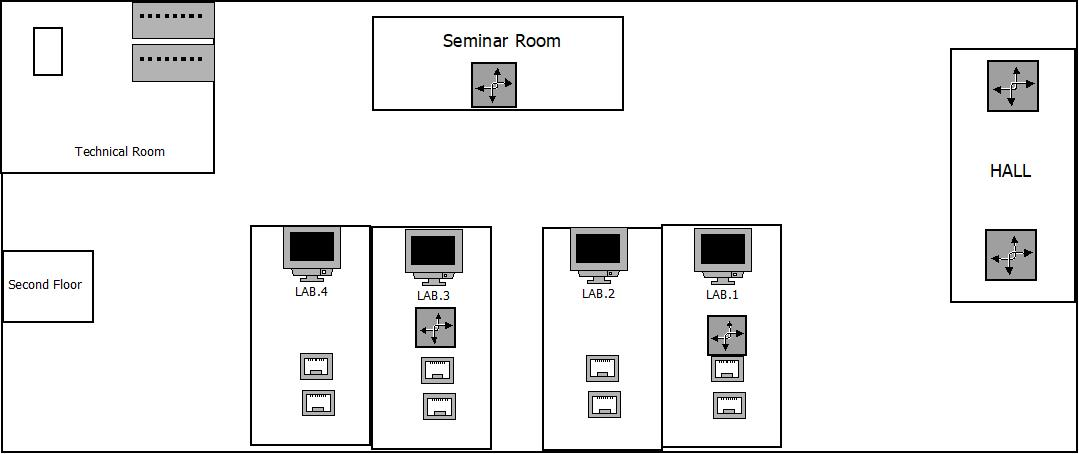 Seminar Room
Technical Room
HALL
Second Floor
LAB.4
LAB.3
LAB.2
LAB.1